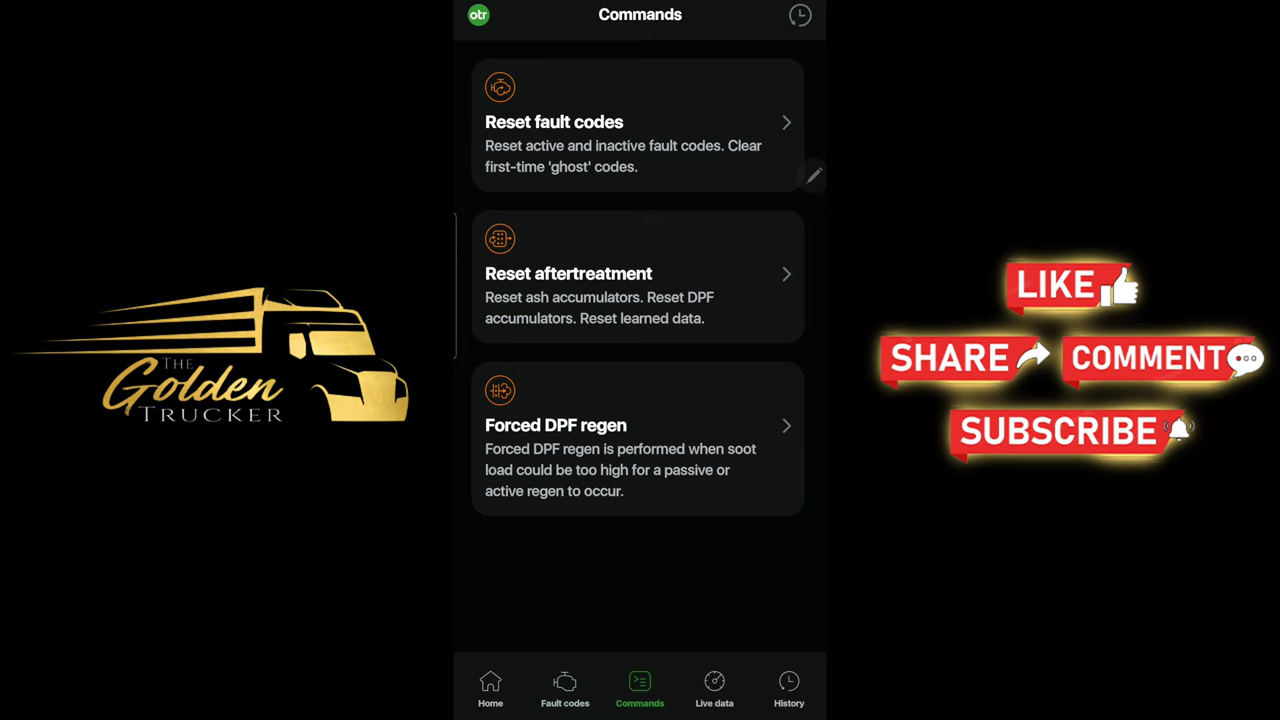 otr
Commands
Reset fault codes
Reset active and inactive fault codes. Clear
first-time 'ghost' codes.
Reset aftertreatment
Reset ash accumulators. Reset DPF
accumulators. Reset learned data.
Forced DPF regen
Forced DPF regen is performed when soot
load could be too high for a passive or
active regen to occur.
Home
Fault codes
Commands
Live data
History
THE
Golden
TRUCKER
LIKE
SHARE
COMMENT
SUBSCRIBE